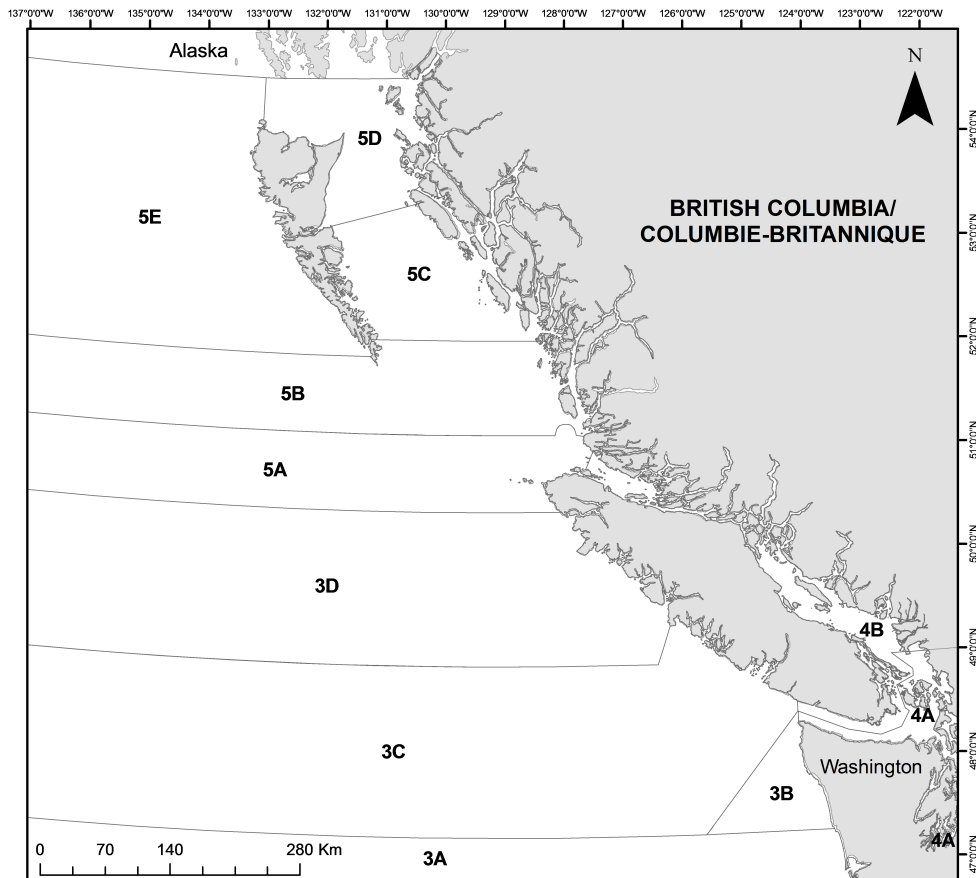 137°0'0"W 136°0'0"W 135°0'0"W 134°0'0"W 133°0'0"W 132°0'0"W 131°0'0"W 130°0'0"W 129°0'0"W 128°0'0"W 127°0'0"W 126°0'0"W 125°0'0"W 124°0'0"W 123°0'0"W 122°0'0"W
Alaska
N
54°0'0"N
5D
5E
BRITISH COLUMBIA/
COLUMBIE-BRITANNIQUE
53°0'0"N
5C
52°0'0"N
5B
51°0'0"N
5A
50°0'0"N
3D
4B
49°0'0"N
4A
3C
48°0'0"N
Washington
3B
4A
0 70 140 280 Km
3A
47°0'0"N